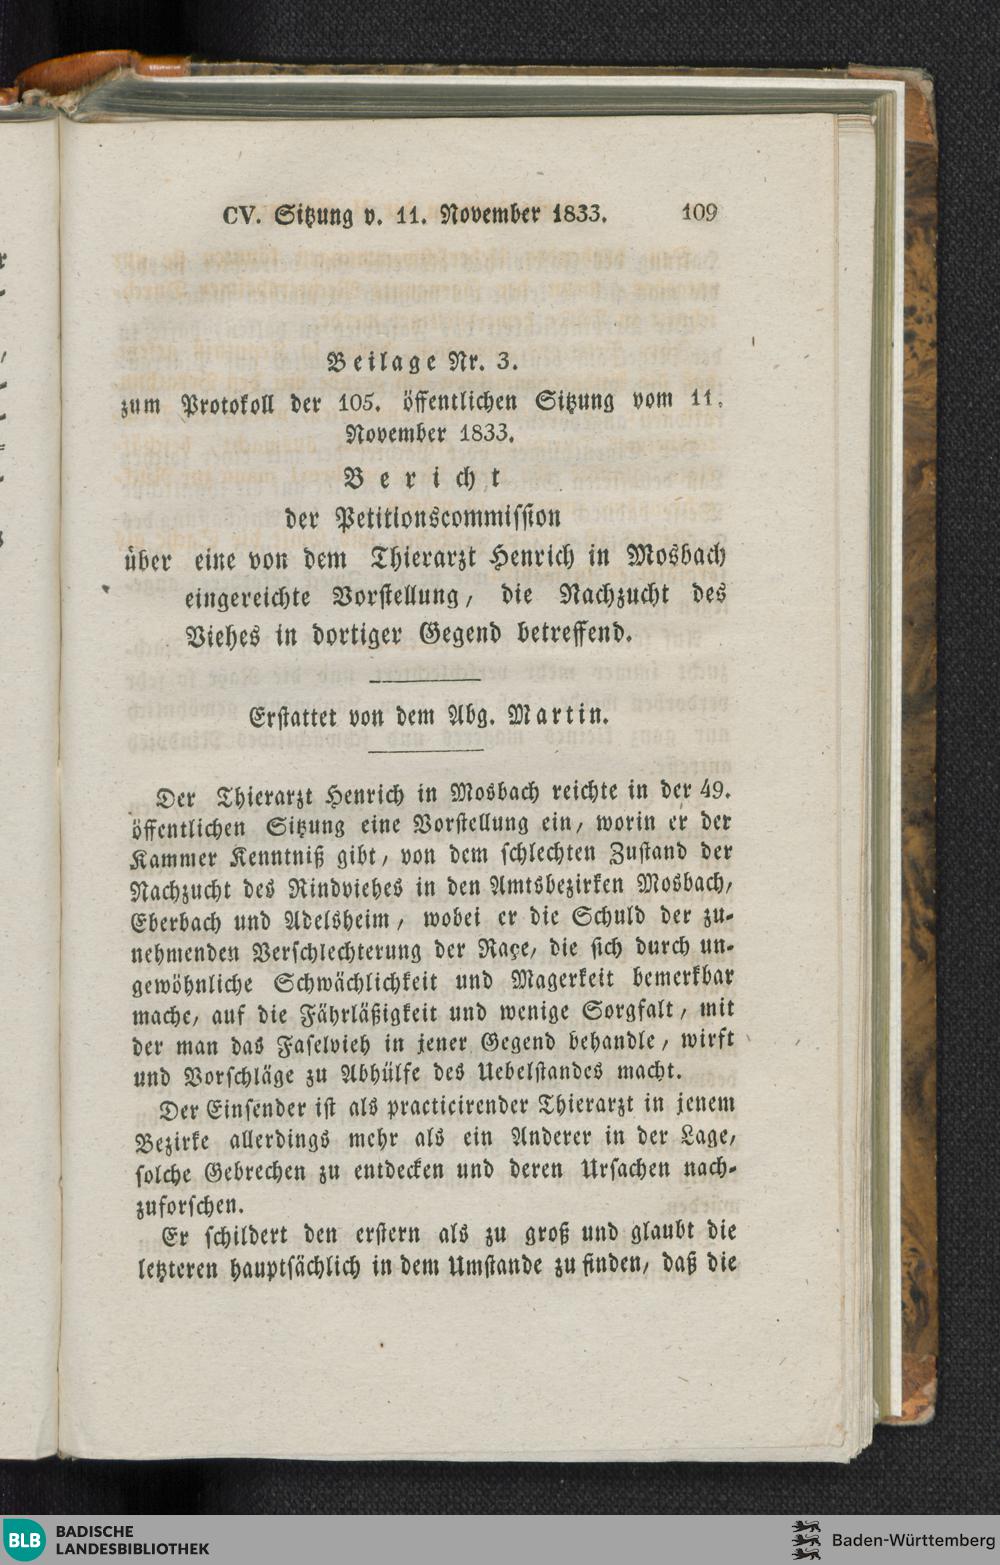 CV. Sitzung v. 11. November 1833. 109
Beilage Nr. 3.
zum Protokoll der 105. öffentlichen Sitzung vom 11.
November 1833.
Bericht
der Petitionscommission
über eine von dem Thierarzt Henrich in Mosbach
eingereichte Vorstellung, die Nachzucht des
Viehes in dortiger Gegend betreffend.
Erstattet von dem Abg. Martin.
Der Thierarzt Henrich in Mosbach reichte in der 49.
öffentlichen Sitzung eine Vorstellung ein, worin er der
Kammer Kenntniß gibt, von dem schlechten Zustand der
Nachzucht des Rindviehes in den Amtsbezirken Mosbach,
Eberbach und Adelsheim, wobei er die Schuld der zu-
nehmenden Verschlechterung der Raçe, die sich durch un-
gewöhnliche Schwächlichkeit und Magerkeit bemerkbar
mache, auf die Fährläßigkeit und wenige Sorgfalt, mit
der man das Faselvieh in jener Gegend behandle, wirft
und Vorschläge zu Abhülfe des Uebelstandes macht.
Der Einsender ist als practicirender Thierarzt in jenem
Bezirke allerdings mehr als ein Anderer in der Lage,
solche Gebrechen zu entdecken und deren Ursachen nach-
zuforschen.
Er schildert den erstern als zu groß und glaubt die
letzteren hauptsächlich in dem Umstande zu finden, daß die
BLB BADISCHE
LANDESBIBLIOTHEK
Baden-Württemberg